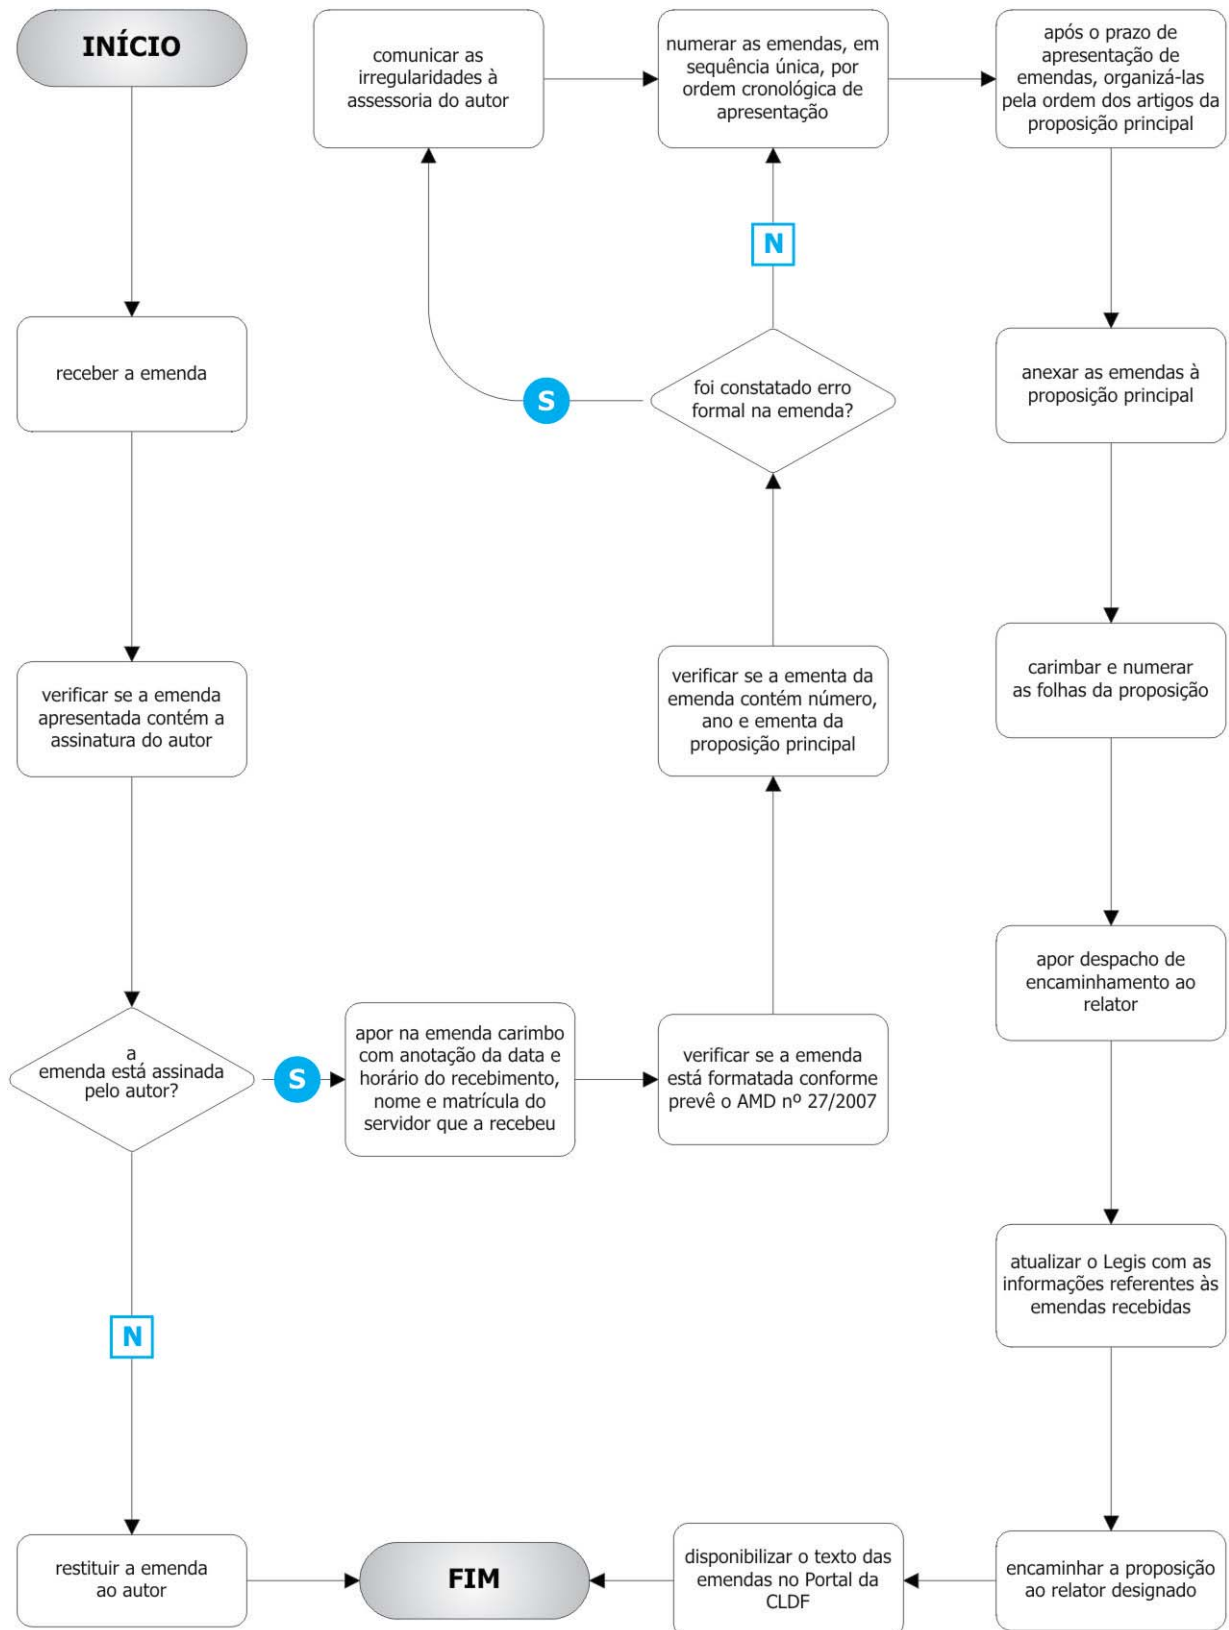 INÍCIO
receber a emenda
verificar se a emenda
apresentada contém a
assinatura do autor
a
emenda está assinada
pelo autor?
N
restituir a emenda
ao autor
S
apor na emenda carimbo
com anotação da data e
horário do recebimento,
nome e matrícula do
servidor que a recebeu
verificar se a emenda
está formatada conforme
prevê o AMD nº 27/2007
verificar se a ementa da
emenda contém número,
ano e ementa da
proposição principal
foi constatado erro
formal na emenda?
S
comunicar as
irregularidades à
assessoria do autor
N
numerar as emendas, em
sequência única, por
ordem cronológica de
apresentação
após o prazo de
apresentação de
emendas, organizá-las
pela ordem dos artigos da
proposição principal
anexar as emendas à
proposição principal
carimbar e numerar
as folhas da proposição
apor despacho de
encaminhamento ao
relator
atualizar o Legis com as
informações referentes às
emendas recebidas
encaminhar a proposição
ao relator designado
disponibilizar o texto das
emendas no Portal da
CLDF
FIM